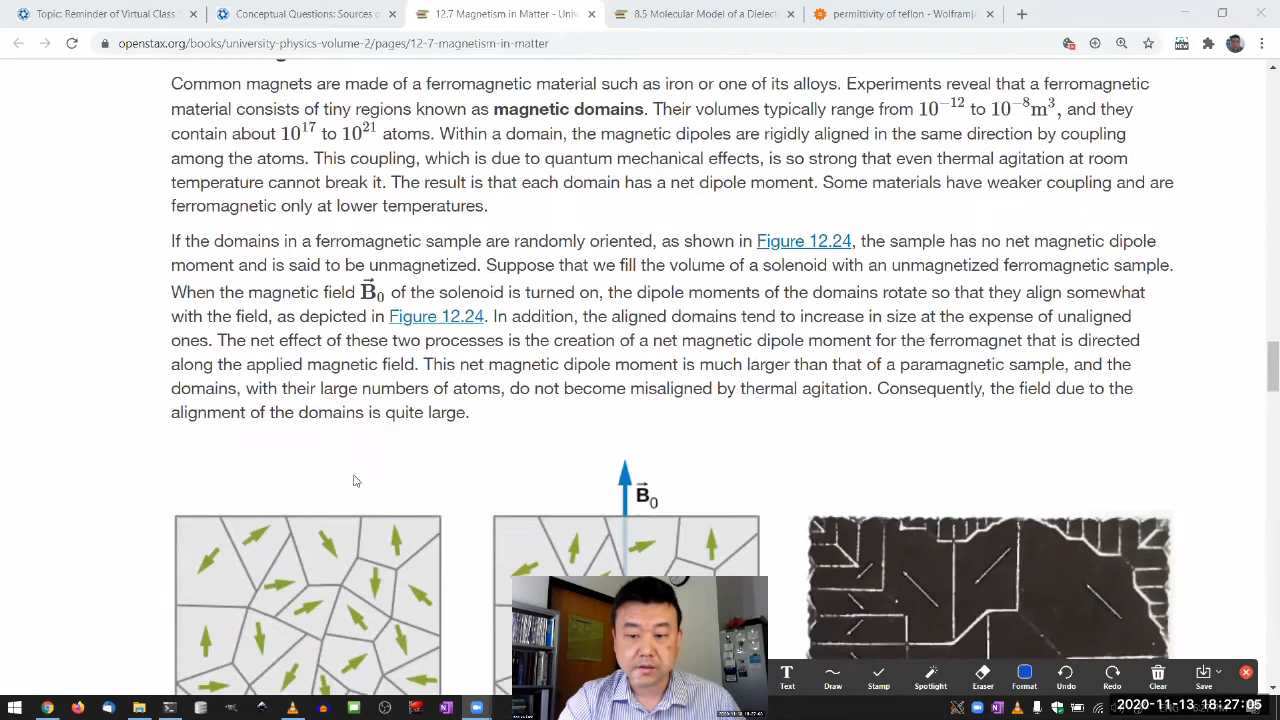 Topic: Reminder of Virtual Class
Conceptual Questions: Sources o
12.7 Magnetism in Matter - Univ
8.5 Molecular Model of a Dielect
permittivity of teflon - Wolfram|A
openstax.org/books/university-physics-volume-2/pages/12-7-magnetism-in-matter
Common magnets are made of a ferromagnetic material such as iron or one of its alloys. Experiments reveal that a ferromagnetic
material consists of tiny regions known as magnetic domains. Their volumes typically range from 10⁻¹² to 10⁻⁸m³, and they
contain about 10¹⁷ to 10²¹ atoms. Within a domain, the magnetic dipoles are rigidly aligned in the same direction by coupling
among the atoms. This coupling, which is due to quantum mechanical effects, is so strong that even thermal agitation at room
temperature cannot break it. The result is that each domain has a net dipole moment. Some materials have weaker coupling and are
ferromagnetic only at lower temperatures.
If the domains in a ferromagnetic sample are randomly oriented, as shown in Figure 12.24, the sample has no net magnetic dipole
moment and is said to be unmagnetized. Suppose that we fill the volume of a solenoid with an unmagnetized ferromagnetic sample.
When the magnetic field B⃗₀ of the solenoid is turned on, the dipole moments of the domains rotate so that they align somewhat
with the field, as depicted in Figure 12.24. In addition, the aligned domains tend to increase in size at the expense of unaligned
ones. The net effect of these two processes is the creation of a net magnetic dipole moment for the ferromagnet that is directed
along the applied magnetic field. This net magnetic dipole moment is much larger than that of a paramagnetic sample, and the
domains, with their large numbers of atoms, do not become misaligned by thermal agitation. Consequently, the field due to the
alignment of the domains is quite large.
B⃗₀
Text Draw Stamp Spotlight Eraser Format Undo Redo Clear Save
2020-11-13 18:27:05